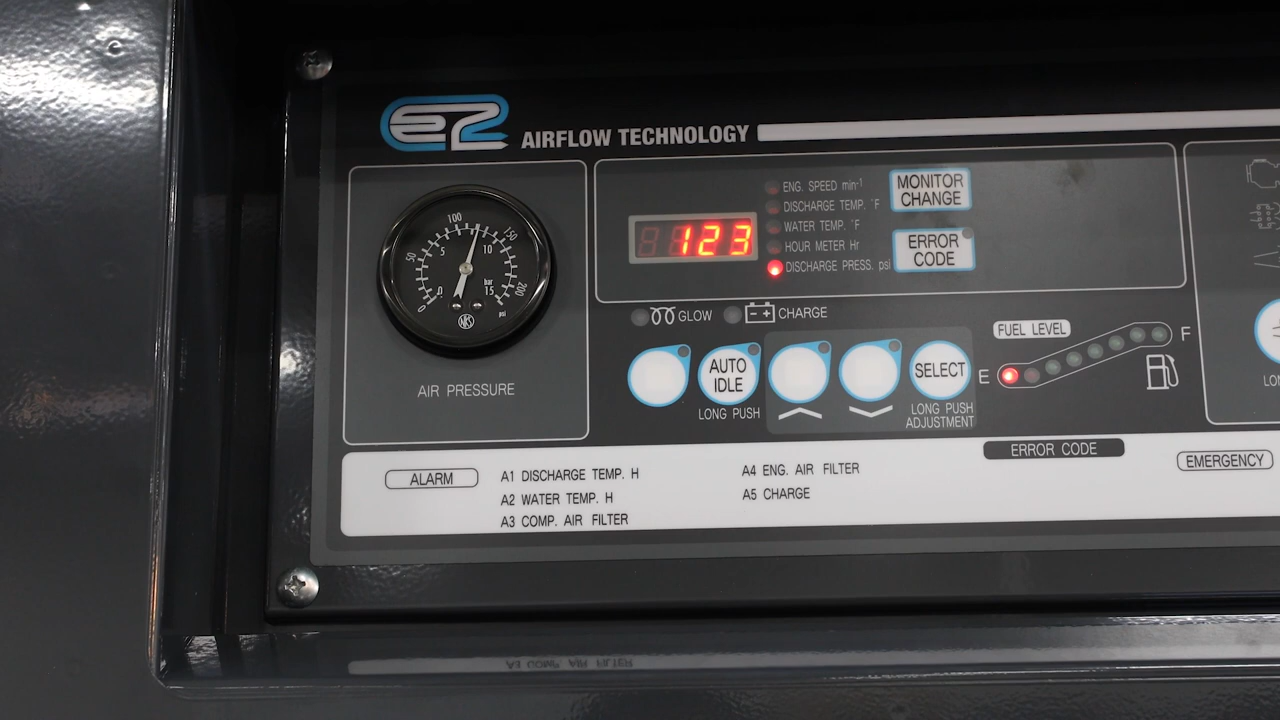 E2 AIRFLOW TECHNOLOGY
0 50 100 150 200 psi
0 5 10 15 bar
NKS
AIR PRESSURE
123
ENG. SPEED min⁻¹
DISCHARGE TEMP. °F
WATER TEMP. °F
HOUR METER Hr
DISCHARGE PRESS. psi
MONITOR
CHANGE
ERROR
CODE
GLOW
CHARGE
AUTO
IDLE
LONG PUSH
SELECT
LONG PUSH
ADJUSTMENT
FUEL LEVEL
E
F
ALARM
A1 DISCHARGE TEMP. H
A2 WATER TEMP. H
A3 COMP. AIR FILTER
A4 ENG. AIR FILTER
A5 CHARGE
ERROR CODE
EMERGENCY